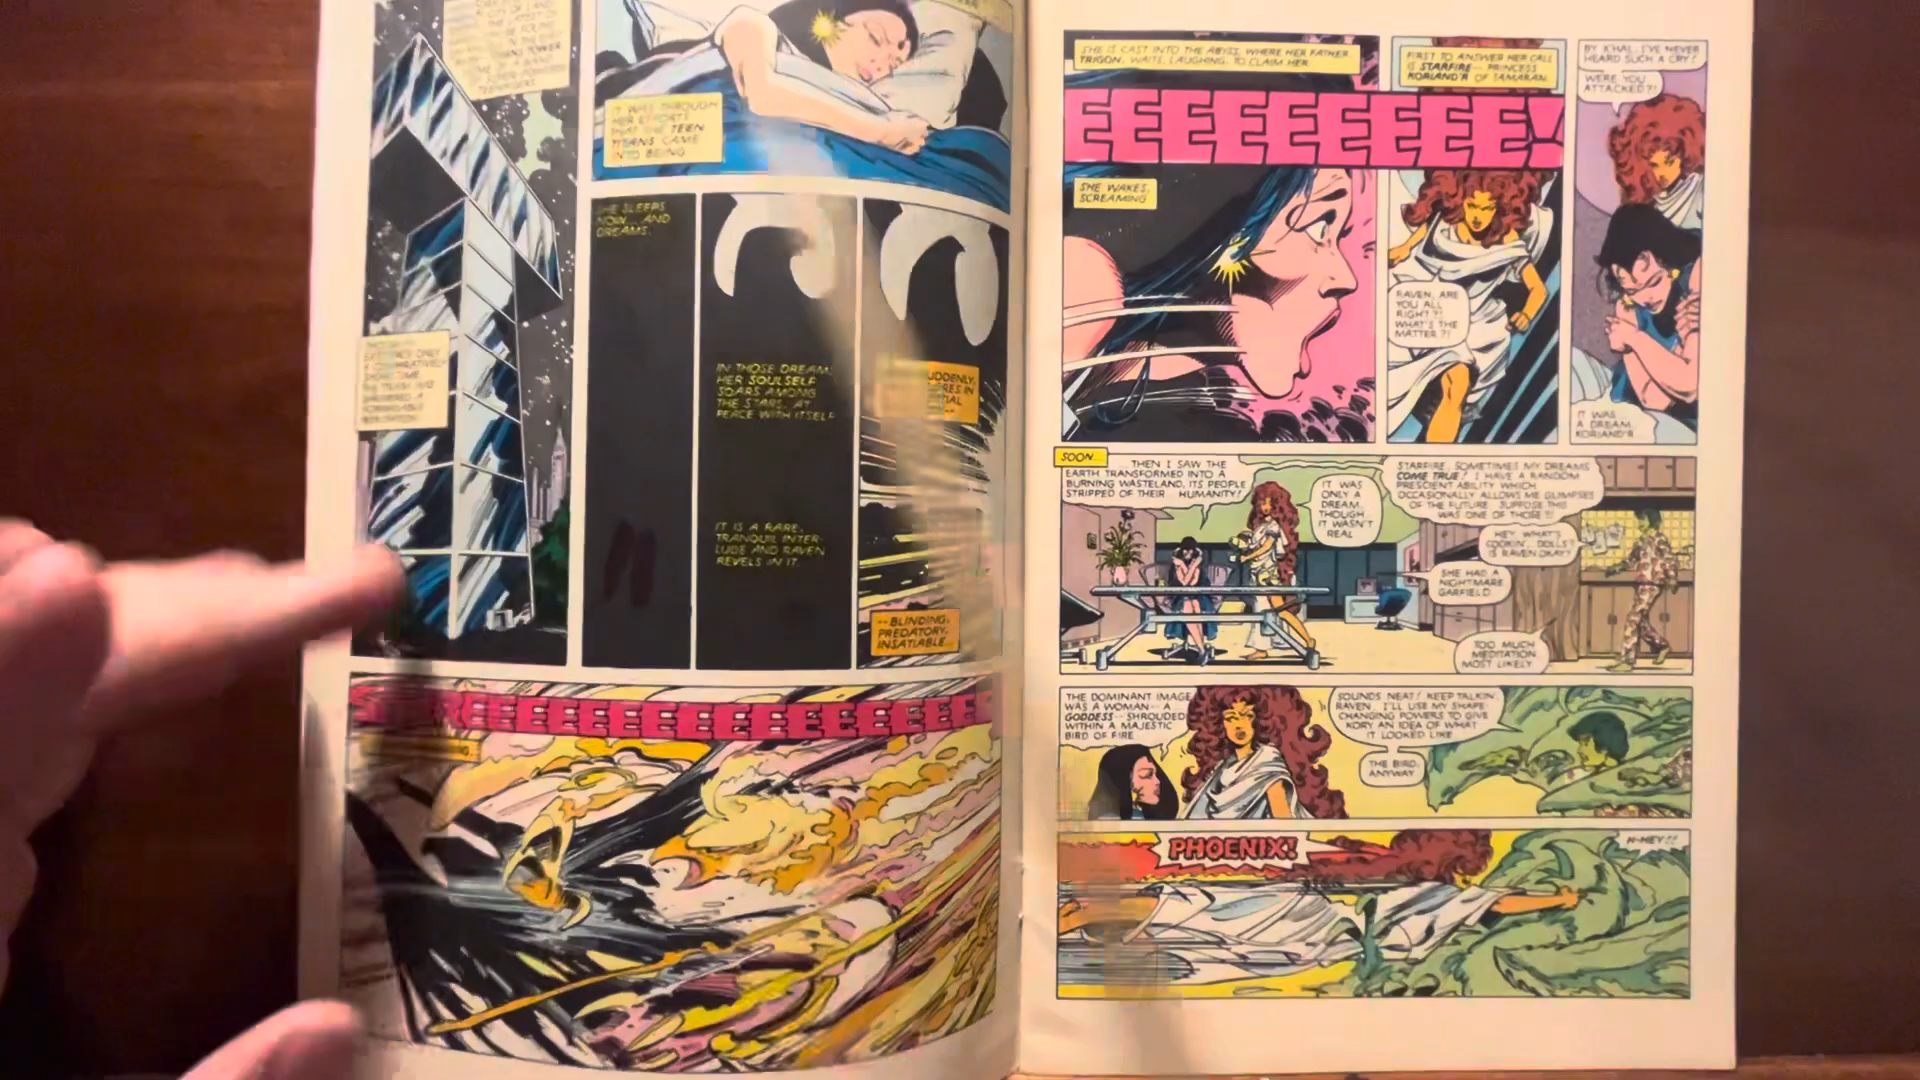 IT WAS THROUGH
HER EFFORTS
THAT THE TEEN
TITANS CAME
INTO BEING
SHE SLEEPS
NOW... AND
DREAMS.
IN THOSE DREAMS
HER SOULSELF
SOARS AMONG
THE STARS, AT
PEACE WITH ITSELF
IT IS A RARE,
TRANQUIL INTER-
LUDE AND RAVEN
REVELS IN IT.
--BLINDING,
PREDATORY,
INSATIABLE...
SHE IS CAST INTO THE ABYSS, WHERE HER FATHER
TRIGON, WAITS, LAUGHING, TO CLAIM HER
EEEEEEEEE!
SHE WAKES,
SCREAMING
FIRST TO ANSWER HER CALL
IS STARFIRE-- PRINCESS
KORIAND'R OF TAMARAN.
RAVEN, ARE
YOU ALL
RIGHT?!
WHAT'S THE
MATTER?!
BY X'HAL, I'VE NEVER
HEARD SUCH A CRY!
WERE YOU
ATTACKED?!
IT WAS...
A DREAM,
KORIAND'R...
SOON...
THEN I SAW THE
EARTH TRANSFORMED INTO A
BURNING WASTELAND, ITS PEOPLE
STRIPPED OF THEIR HUMANITY!
IT WAS
ONLY A
DREAM,
THOUGH.
IT WASN'T
REAL
STARFIRE, SOMETIMES MY DREAMS
COME TRUE! I HAVE A RANDOM
PRESCIENT ABILITY WHICH
OCCASIONALLY ALLOWS ME GLIMPSES
OF THE FUTURE. SUPPOSE THIS
WAS ONE OF THOSE?!
HEY, WHAT'S
COOKIN', DOLLS?
IS RAVEN OKAY?
SHE HAD A
NIGHTMARE
GARFIELD.
TOO MUCH
MEDITATION
MOST LIKELY
THE DOMINANT IMAGE
WAS A WOMAN-- A
GODDESS-- SHROUDED
WITHIN A MAJESTIC
BIRD OF FIRE
SOUNDS NEAT! KEEP TALKIN'
RAVEN. I'LL USE MY SHAPE-
CHANGING POWERS TO GIVE
KORY AN IDEA OF WHAT
IT LOOKED LIKE
THE BIRD,
ANYWAY
PHOENIX!
H-HEY!!